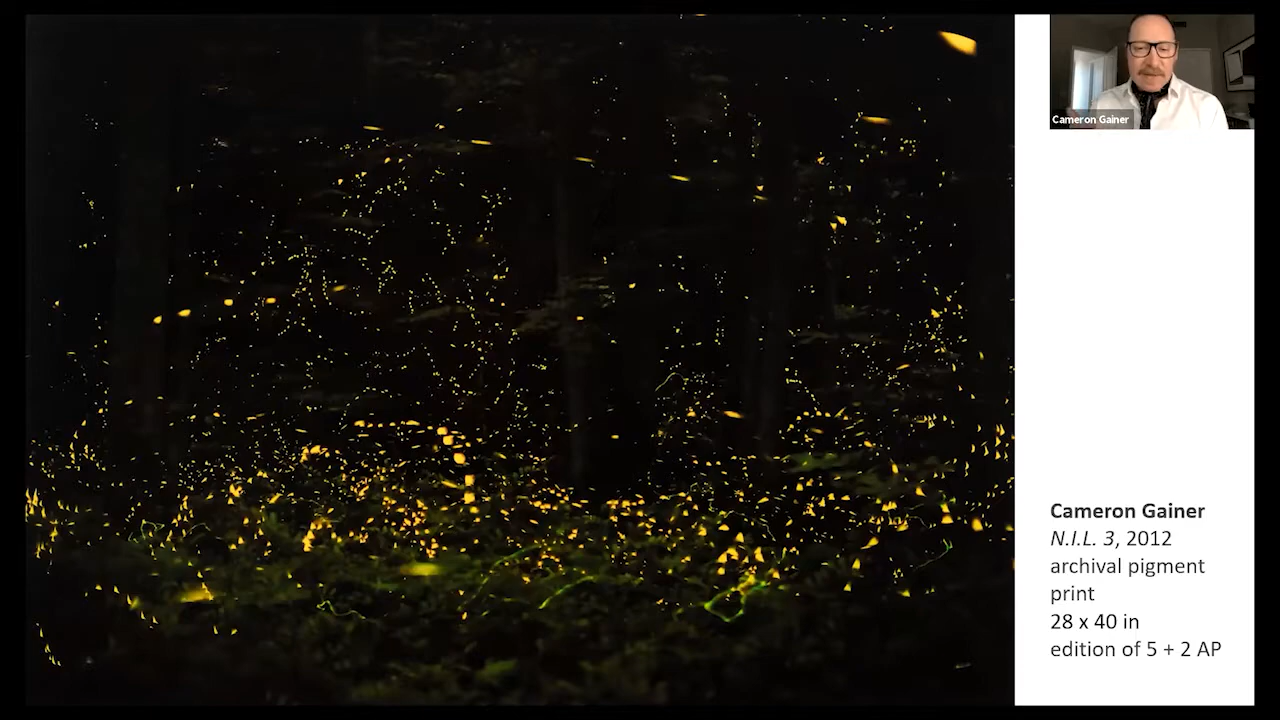 Cameron Gainer
Cameron Gainer
N.I.L. 3, 2012
archival pigment
print
28 x 40 in
edition of 5 + 2 AP